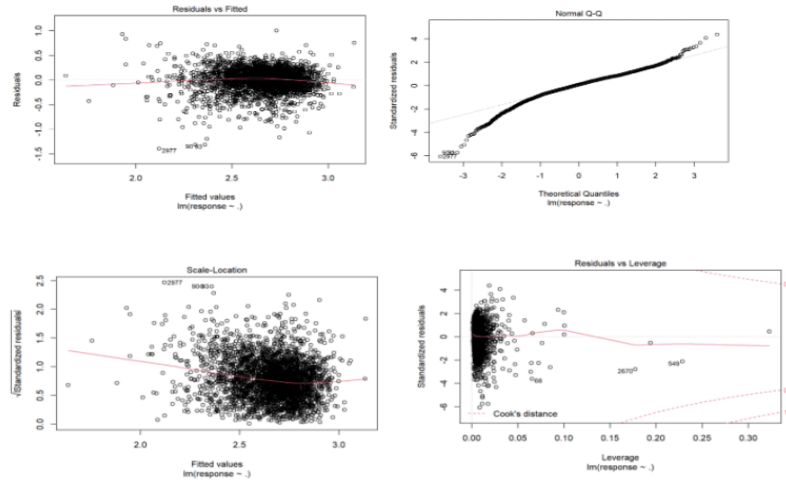 Residuals vs Fitted
Residuals
1.0
0.5
0.0
-0.5
-1.0
-1.5
2977
2.0
2.5
3.0
Fitted values
lm(response ~ .)
Normal Q-Q
Standardized residuals
4
2
0
-2
-4
-6
2977
-3
-2
-1
0
1
2
3
Theoretical Quantiles
lm(response ~ .)
Scale-Location
√|Standardized residuals|
2.5
2.0
1.5
1.0
0.5
0.0
2977
2.0
2.5
3.0
Fitted values
lm(response ~ .)
Residuals vs Leverage
Standardized residuals
4
2
0
-2
-4
-6
68
2670
549
Cook's distance
0.00
0.05
0.10
0.15
0.20
0.25
0.30
Leverage
lm(response ~ .)